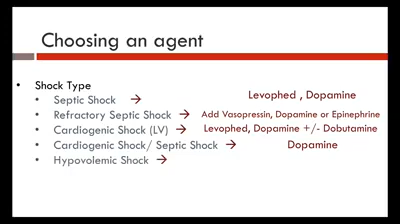 Choosing an agent
• Shock Type
• Septic Shock → Levophed , Dopamine
• Refractory Septic Shock → Add Vasopressin, Dopamine or Epinephrine
• Cardiogenic Shock (LV) → Levophed, Dopamine +/- Dobutamine
• Cardiogenic Shock/ Septic Shock → Dopamine
• Hypovolemic Shock →